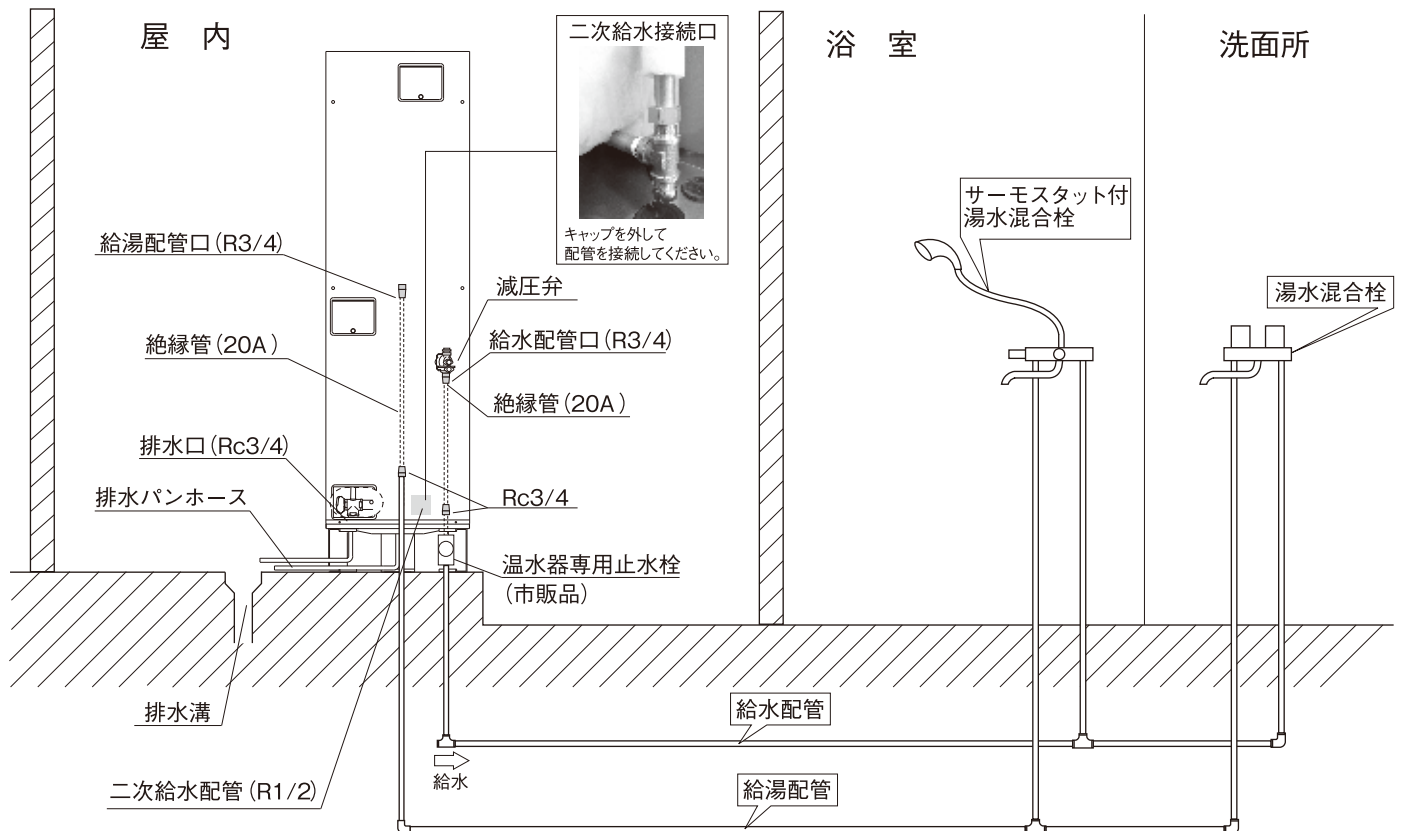 屋　内
二次給水接続口
キャップを外して
配管を接続してください。
浴　室
洗面所
サーモスタット付
湯水混合栓
湯水混合栓
給湯配管口(R3/4)
減圧弁
絶縁管(20A)
給水配管口(R3/4)
絶縁管(20A)
排水口(Rc3/4)
排水パンホース
Rc3/4
温水器専用止水栓
(市販品)
排水溝
給水配管
給水
二次給水配管(R1/2)
給湯配管